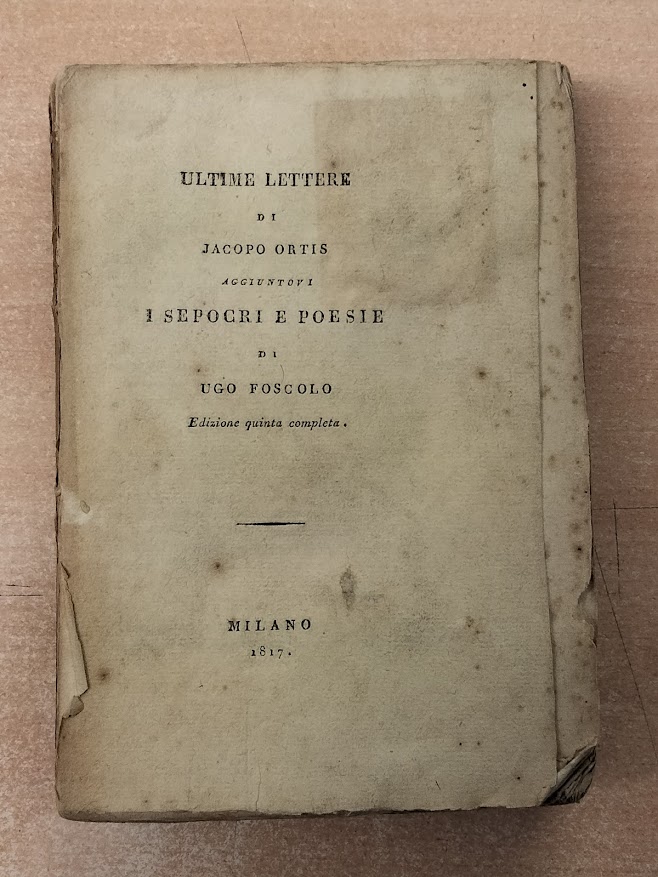 ULTIME LETTERE
DI
JACOPO ORTIS
AGGIUNTOVI
I SEPOCRI E POESIE
DI
UGO FOSCOLO
Edizione quinta completa.
MILANO
1817.